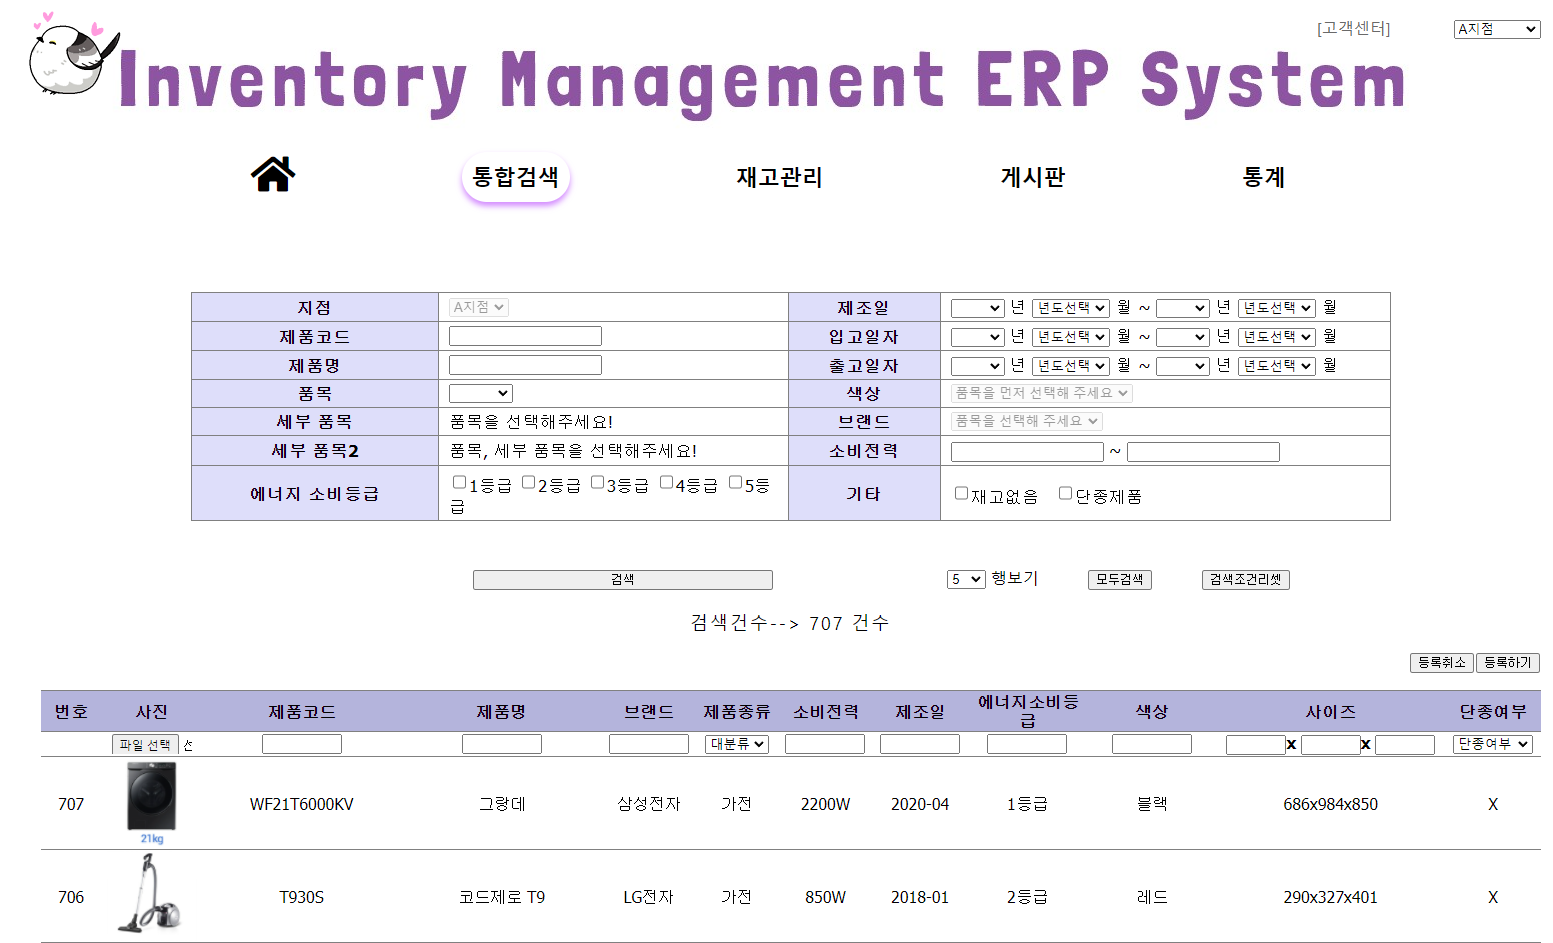 [고객센터] A지점
Inventory Management ERP System
통합검색 재고관리 게시판 통계
지점 A지점 제조일 년 년도선택 월 ~ 년 년도선택 월
제품코드 입고일자 년 년도선택 월 ~ 년 년도선택 월
제품명 출고일자 년 년도선택 월 ~ 년 년도선택 월
품목 색상 품목을 먼저 선택해 주세요
세부 품목 품목을 선택해주세요! 브랜드 품목을 선택해 주세요
세부 품목2 품목, 세부 품목을 선택해주세요! 소비전력 ~
에너지 소비등급 1등급 2등급 3등급 4등급 5등
급 기타 재고없음 단종제품
검색 5 행보기 모두검색 검색조건리셋
검색건수--> 707 건수
등록취소 등록하기
번호 사진 제품코드 제품명 브랜드 제품종류 소비전력 제조일 에너지소비등
급 색상 사이즈 단종여부
파일 선택 대분류 x x 단종여부
707 21kg WF21T6000KV 그랑데 삼성전자 가전 2200W 2020-04 1등급 블랙 686x984x850 X
706 T930S 코드제로 T9 LG전자 가전 850W 2018-01 2등급 레드 290x327x401 X